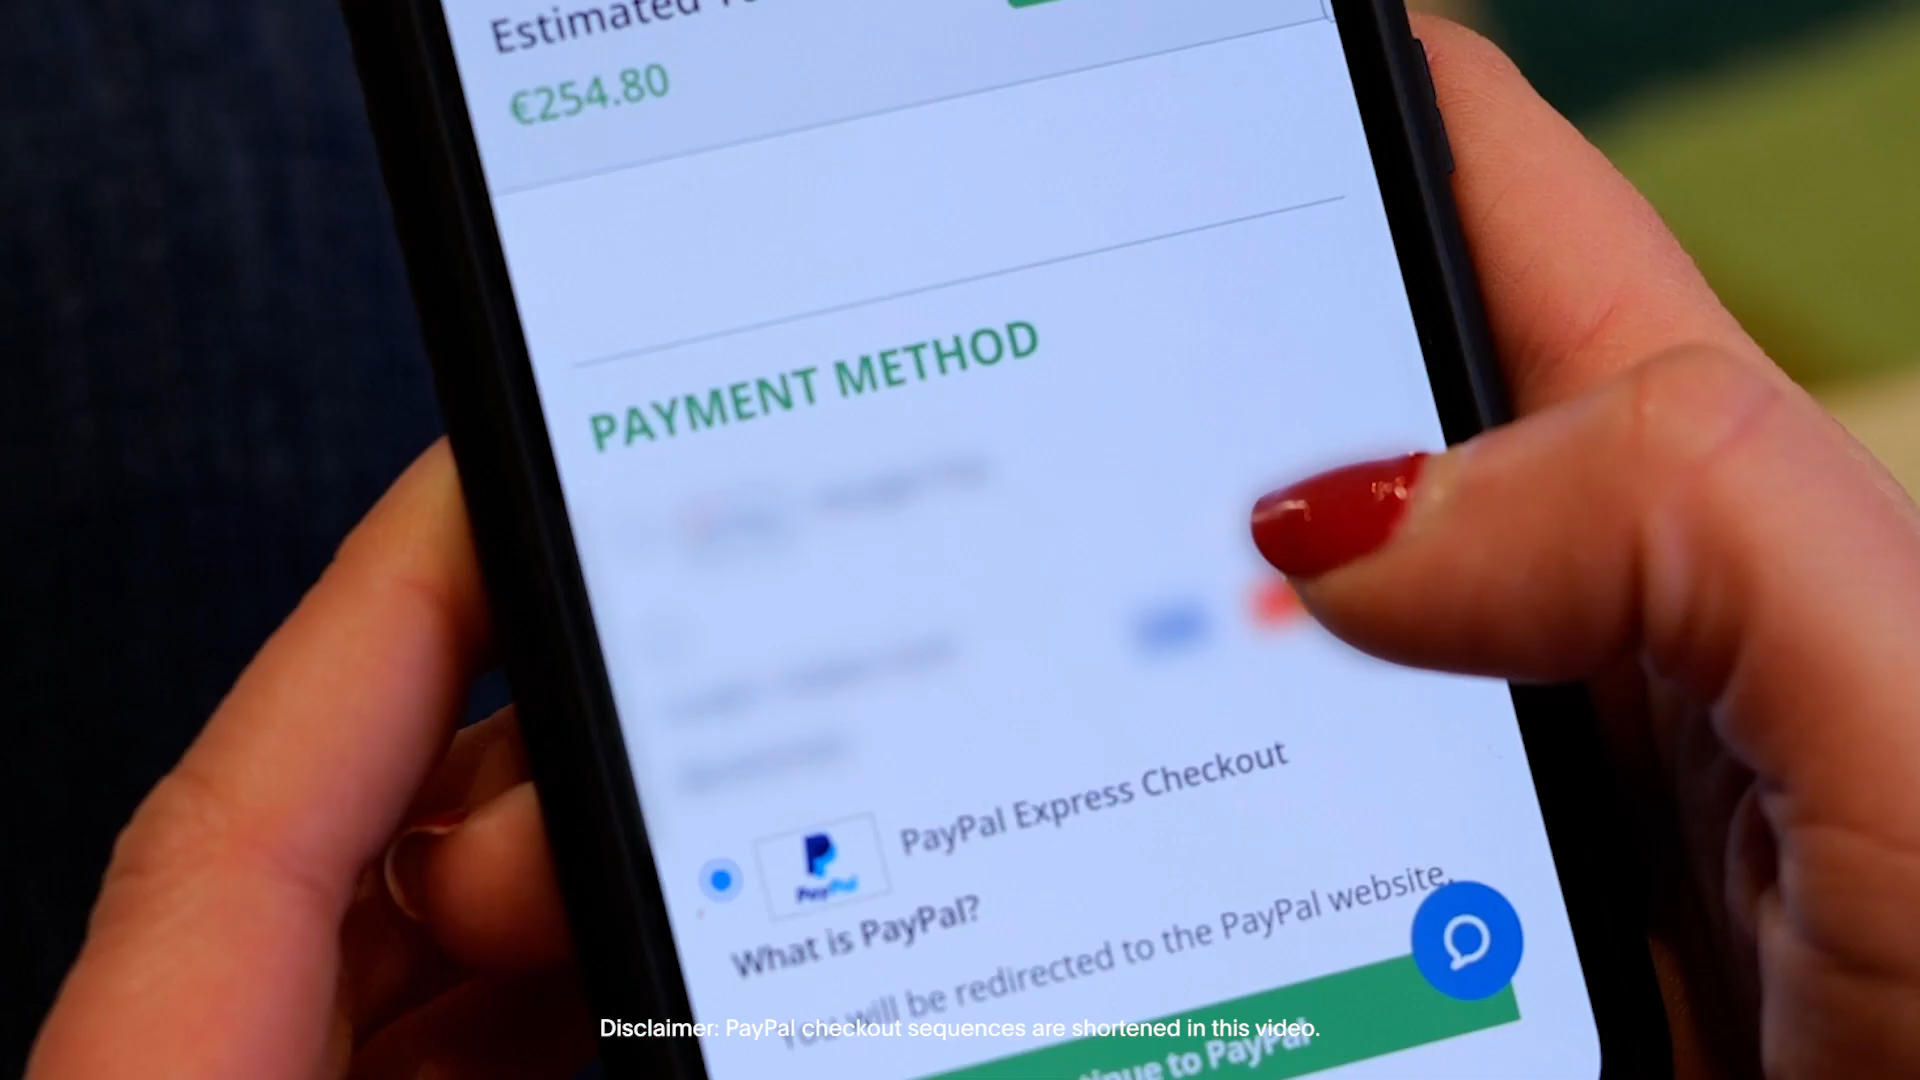 Estimated
€254.80
PAYMENT METHOD
PayPal Express Checkout
PayPal
What is PayPal?
You will be redirected to the PayPal website.
Disclaimer: PayPal checkout sequences are shortened in this video.
to PayPal